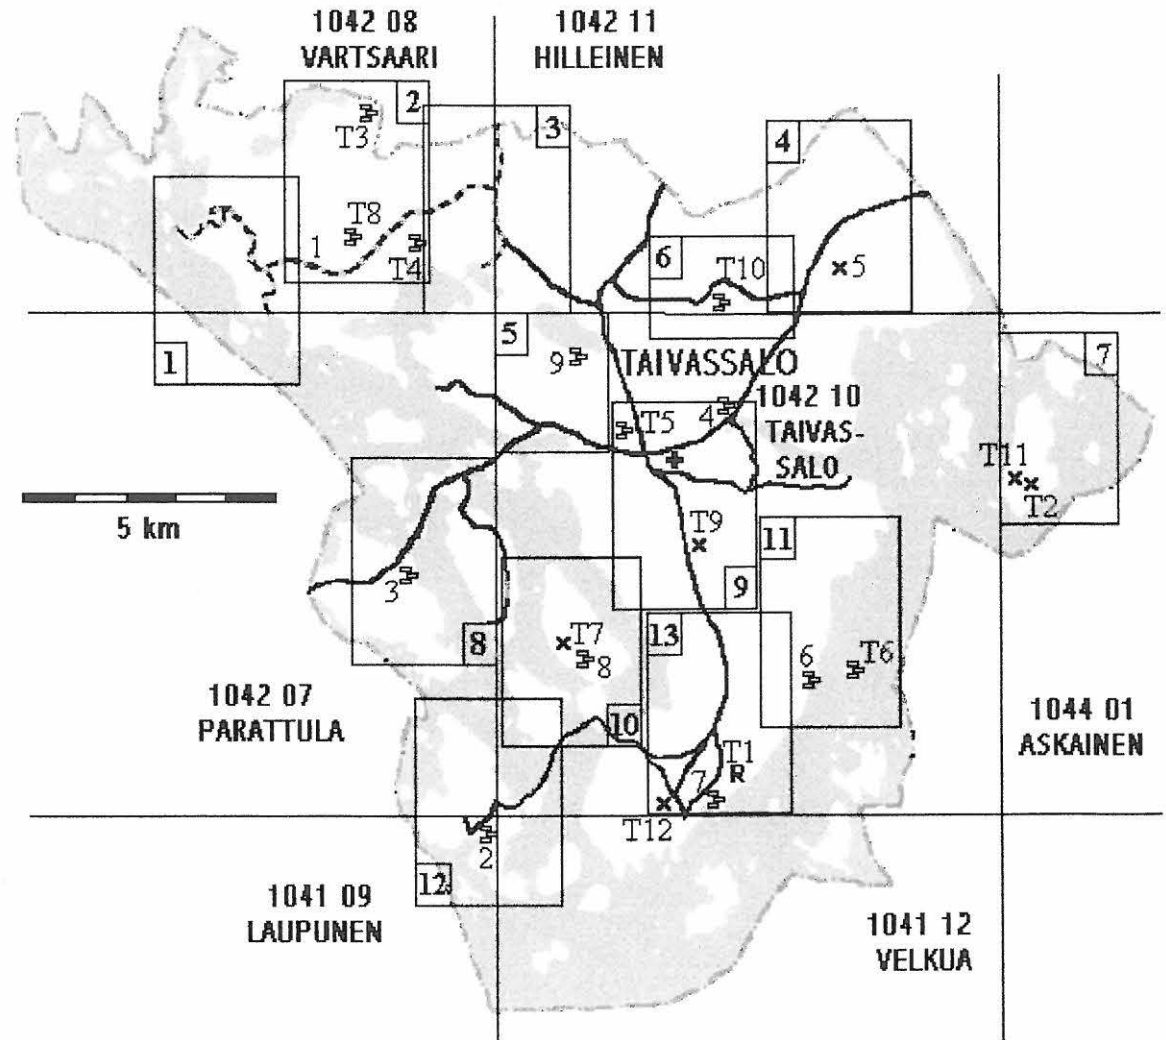 1042 08
VARTSAARI
1042 11
HILLEINEN
2
3
4
T3
T8
1
T4
6
T10
5
1
5
9
TAIVASSALO
7
1042 10
TAIVAS-
SALO
4
T5
T11
T2
5 km
T9
11
3
9
8
T7
8
13
6
T6
1042 07
PARATTULA
10
1044 01
ASKAINEN
T1
R
7
T12
2
12
1041 09
LAUPUNEN
1041 12
VELKUA